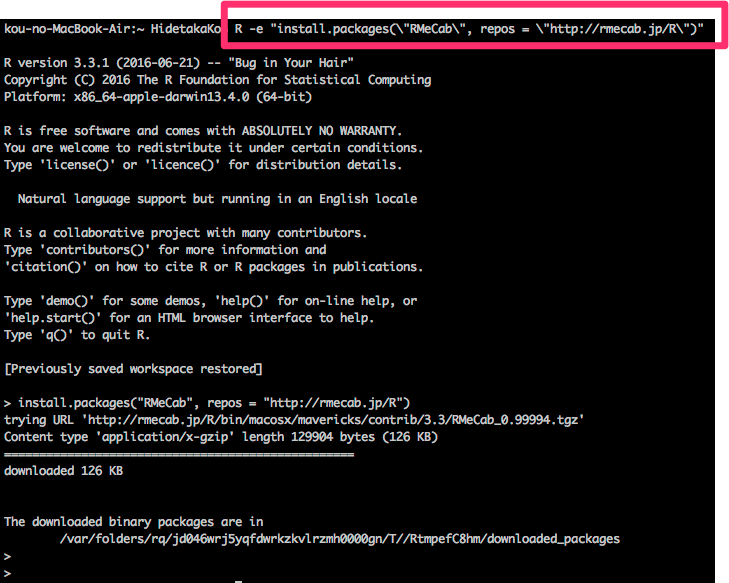 kou-no-MacBook-Air:~ HidetakaKo R -e "install.packages(\"RMeCab\", repos = \"http://rmecab.jp/R\")"
R version 3.3.1 (2016-06-21) -- "Bug in Your Hair"
Copyright (C) 2016 The R Foundation for Statistical Computing
Platform: x86_64-apple-darwin13.4.0 (64-bit)
R is free software and comes with ABSOLUTELY NO WARRANTY.
You are welcome to redistribute it under certain conditions.
Type 'license()' or 'licence()' for distribution details.
Natural language support but running in an English locale
R is a collaborative project with many contributors.
Type 'contributors()' for more information and
'citation()' on how to cite R or R packages in publications.
Type 'demo()' for some demos, 'help()' for on-line help, or
'help.start()' for an HTML browser interface to help.
Type 'q()' to quit R.
[Previously saved workspace restored]
> install.packages("RMeCab", repos = "http://rmecab.jp/R")
trying URL 'http://rmecab.jp/R/bin/macosx/mavericks/contrib/3.3/RMeCab_0.99994.tgz'
Content type 'application/x-gzip' length 129904 bytes (126 KB)
==================================================
downloaded 126 KB
The downloaded binary packages are in
/var/folders/rq/jd046wrj5yqfdwrkzkvlrzmh0000gn/T//RtmpefC8hm/downloaded_packages
>
>